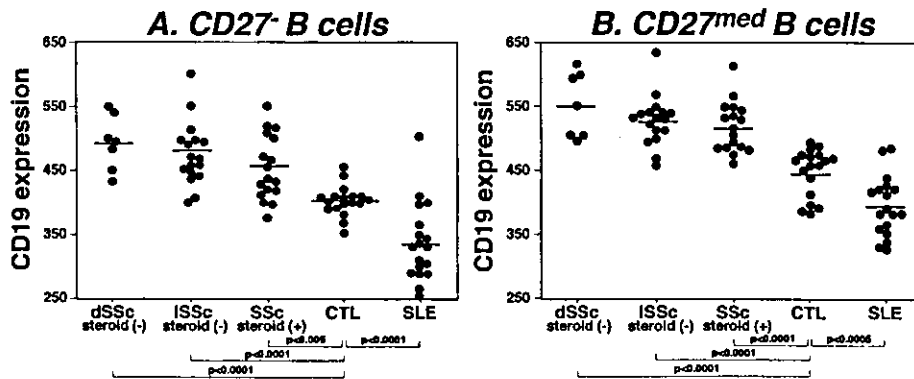 A. CD27- B cells
CD19 expression
650
550
450
350
250
dSSc lSSc SSc CTL SLE
steroid (-) steroid (-) steroid (+)
p<0.005 p<0.0001
p<0.0001
p<0.0001
B. CD27med B cells
CD19 expression
650
550
450
350
250
dSSc lSSc SSc CTL SLE
steroid (-) steroid (-) steroid (+)
p<0.0001 p<0.0005
p<0.0001
p<0.0001